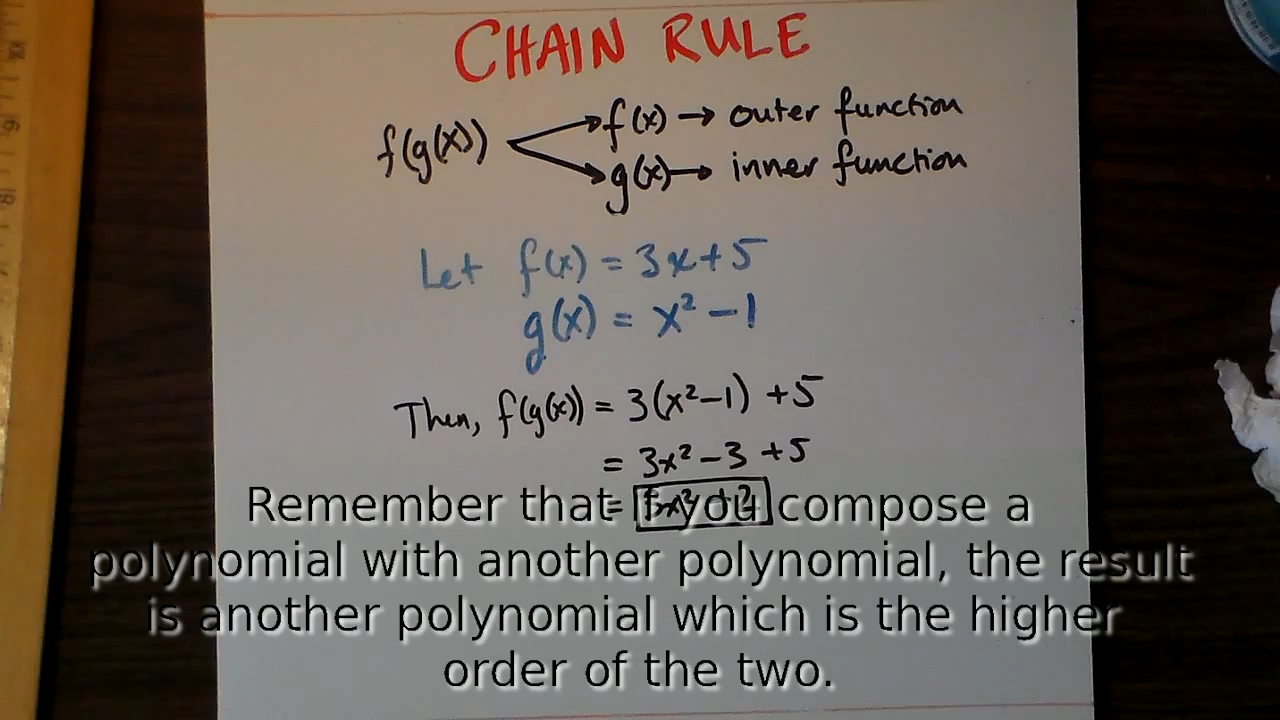 CHAIN RULE
f(g(x)) f(x) → outer function
g(x) → inner function
Let f(x) = 3x+5
g(x) = x² - 1
Then, f(g(x)) = 3(x²-1) +5
= 3x² - 3 + 5
= 3x² + 2
Remember that if you compose a
polynomial with another polynomial, the result
is another polynomial which is the higher
order of the two.